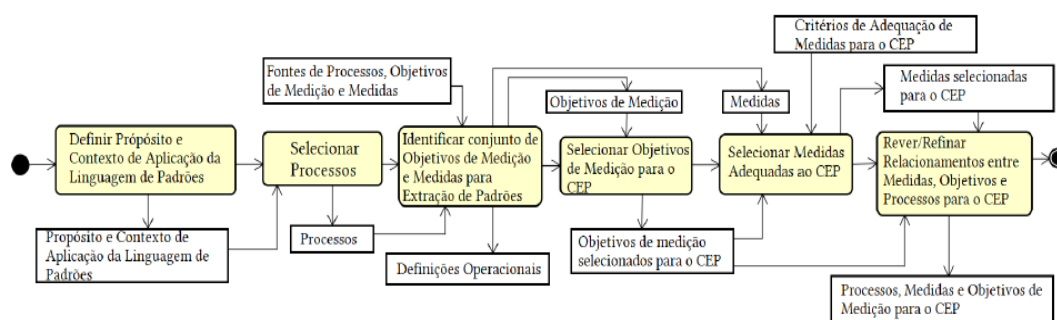 Critérios de Adequação de
Medidas para o CEP
Fontes de Processos, Objetivos
de Medição e Medidas
Medidas selecionadas
para o CEP
Objetivos de Medição
Medidas
Definir Própósito e
Contexto de Aplicação da
Linguagem de Padrões
Selecionar
Processos
Identificar conjunto de
Objetivos de Medição
e Medidas para
Extração de Padrões
Selecionar Objetivos
de Medição para o
CEP
Selecionar Medidas
Adequadas ao CEP
Rever/Refinar
Relacionamentos entre
Medidas, Objetivos e
Processos para o CEP
Propósito e Contexto de
Aplicação da Linguagem de
Padrões
Processos
Definições Operacionais
Objetivos de medição
selecionados para o CEP
Processos, Medidas e Objetivos de
Medição para o CEP